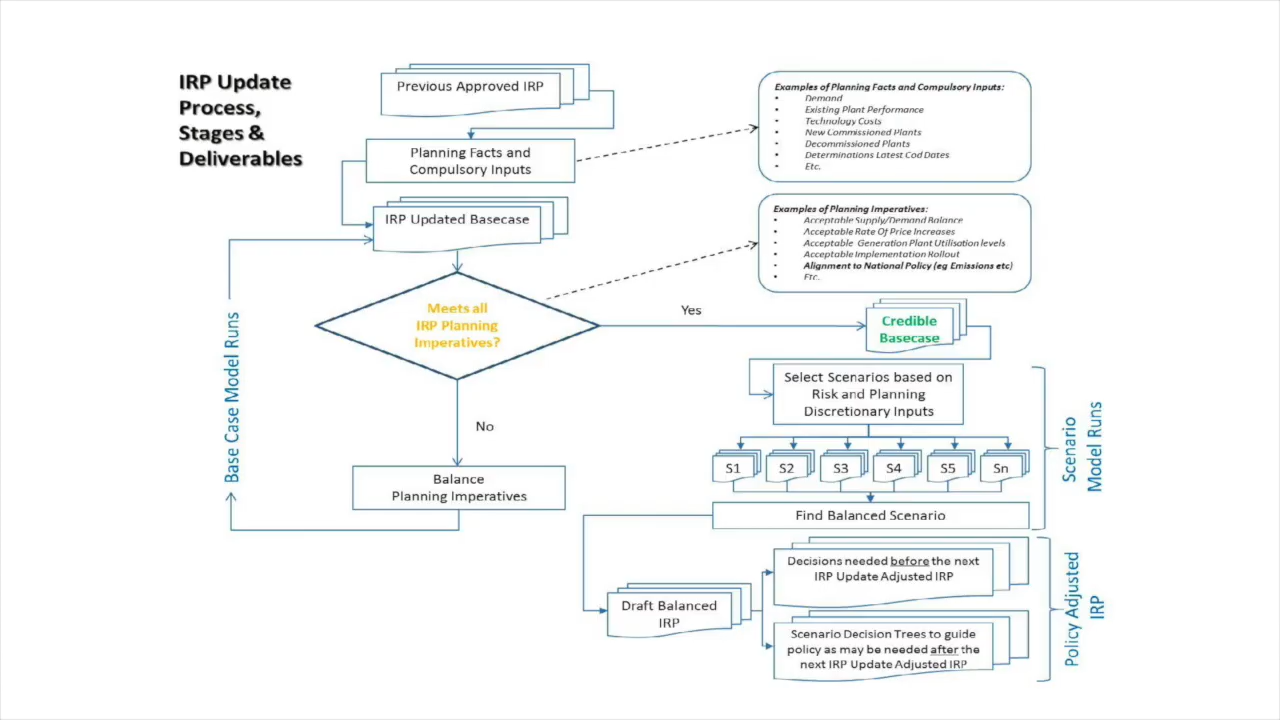 IRP Update
Process,
Stages &
Deliverables
Previous Approved IRP
Planning Facts and
Compulsory Inputs
Examples of Planning Facts and Compulsory Inputs:
• Demand
• Existing Plant Performance
• Technology Costs
• New Commissioned Plants
• Decommissioned Plants
• Determinations Latest Cod Dates
• Etc.
IRP Updated Basecase
Examples of Planning Imperatives:
• Acceptable Supply/Demand Balance
• Acceptable Rate Of Price Increases
• Acceptable Generation Plant Utilisation levels
• Acceptable Implementation Rollout
• Alignment to National Policy (eg Emissions etc)
• Etc.
Meets all
IRP Planning
Imperatives?
Yes
Credible
Basecase
No
Balance
Planning Imperatives
Base Case Model Runs
Select Scenarios based on
Risk and Planning
Discretionary Inputs
S1
S2
S3
S4
S5
Sn
Find Balanced Scenario
Scenario
Model Runs
Draft Balanced
IRP
Decisions needed before the next
IRP Update Adjusted IRP
Scenario Decision Trees to guide
policy as may be needed after the
next IRP Update Adjusted IRP
Policy Adjusted
IRP